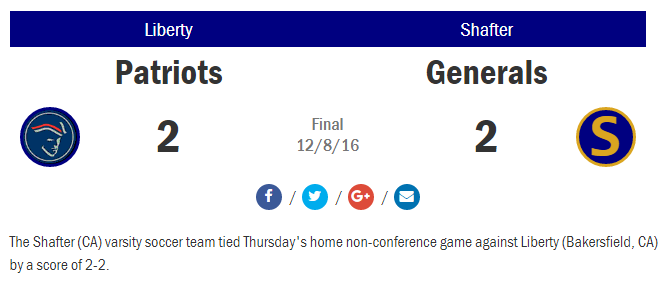 Liberty Shafter
Patriots Generals
2 Final 2
12/8/16
S
f / / G+ /
The Shafter (CA) varsity soccer team tied Thursday's home non-conference game against Liberty (Bakersfield, CA)
by a score of 2-2.